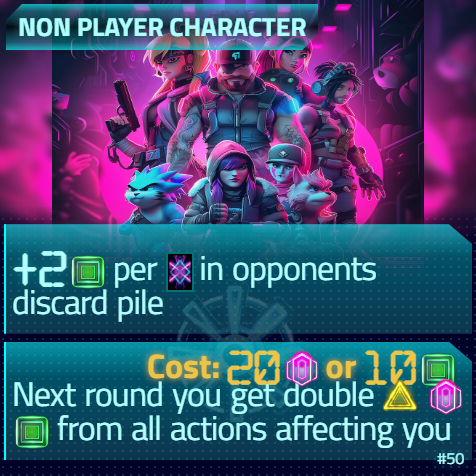 NON PLAYER CHARACTER
+2 per in opponents
discard pile
Cost: 20 or 10
Next round you get double
from all actions affecting you
#50